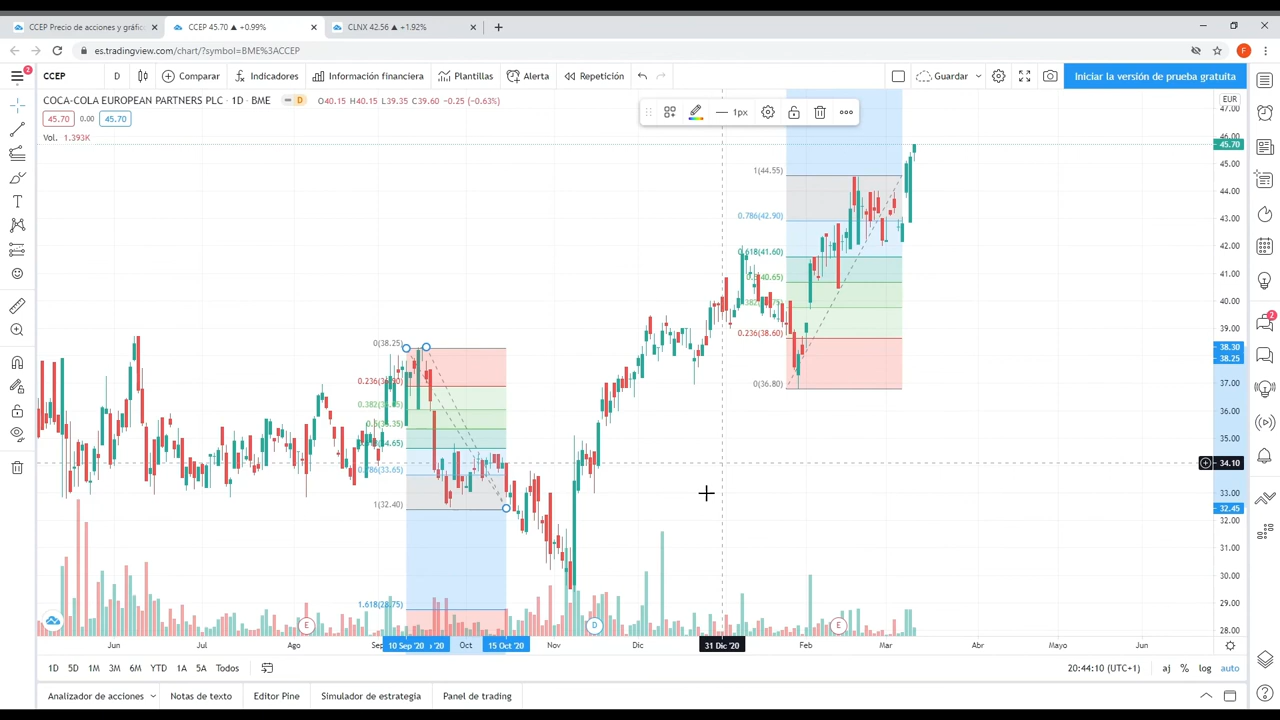 CCEP Precio de acciones y gráfic
CCEP 45.70 ▲ +0.99%
CLNX 42.56 ▲ +1.92%
es.tradingview.com/chart/?symbol=BME%3ACCEP
F
2
CCEP
D
Comparar
Indicadores
Información financiera
Plantillas
Alerta
Repetición
Guardar
Iniciar la versión de prueba gratuita
COCA-COLA EUROPEAN PARTNERS PLC · 1D · BME
D
O40.15 H40.15 L39.35 C39.60 -0.25 (-0.63%)
45.70 0.00 45.70
Vol. 1.393K
1px
EUR
47.00
46.00
45.70
45.00
44.00
43.00
42.00
41.00
40.00
39.00
38.30
38.25
37.00
36.00
35.00
34.10
33.00
32.45
32.00
31.00
30.00
29.00
28.00
1(44.55)
0.786(42.90)
0.618(41.60)
0.236(38.60)
0(36.80)
0(38.25)
0.786(33.65)
1(32.40)
1.618(28.75)
E
D
E
2
Jun
Jul
Ago
10 Sep '20
Oct
15 Oct '20
Nov
Dic
31 Dic '20
Feb
Mar
Abr
Mayo
Jun
1D 5D 1M 3M 6M YTD 1A 5A Todos
20:44:10 (UTC+1)
aj % log auto
Analizador de acciones
Notas de texto
Editor Pine
Simulador de estrategia
Panel de trading